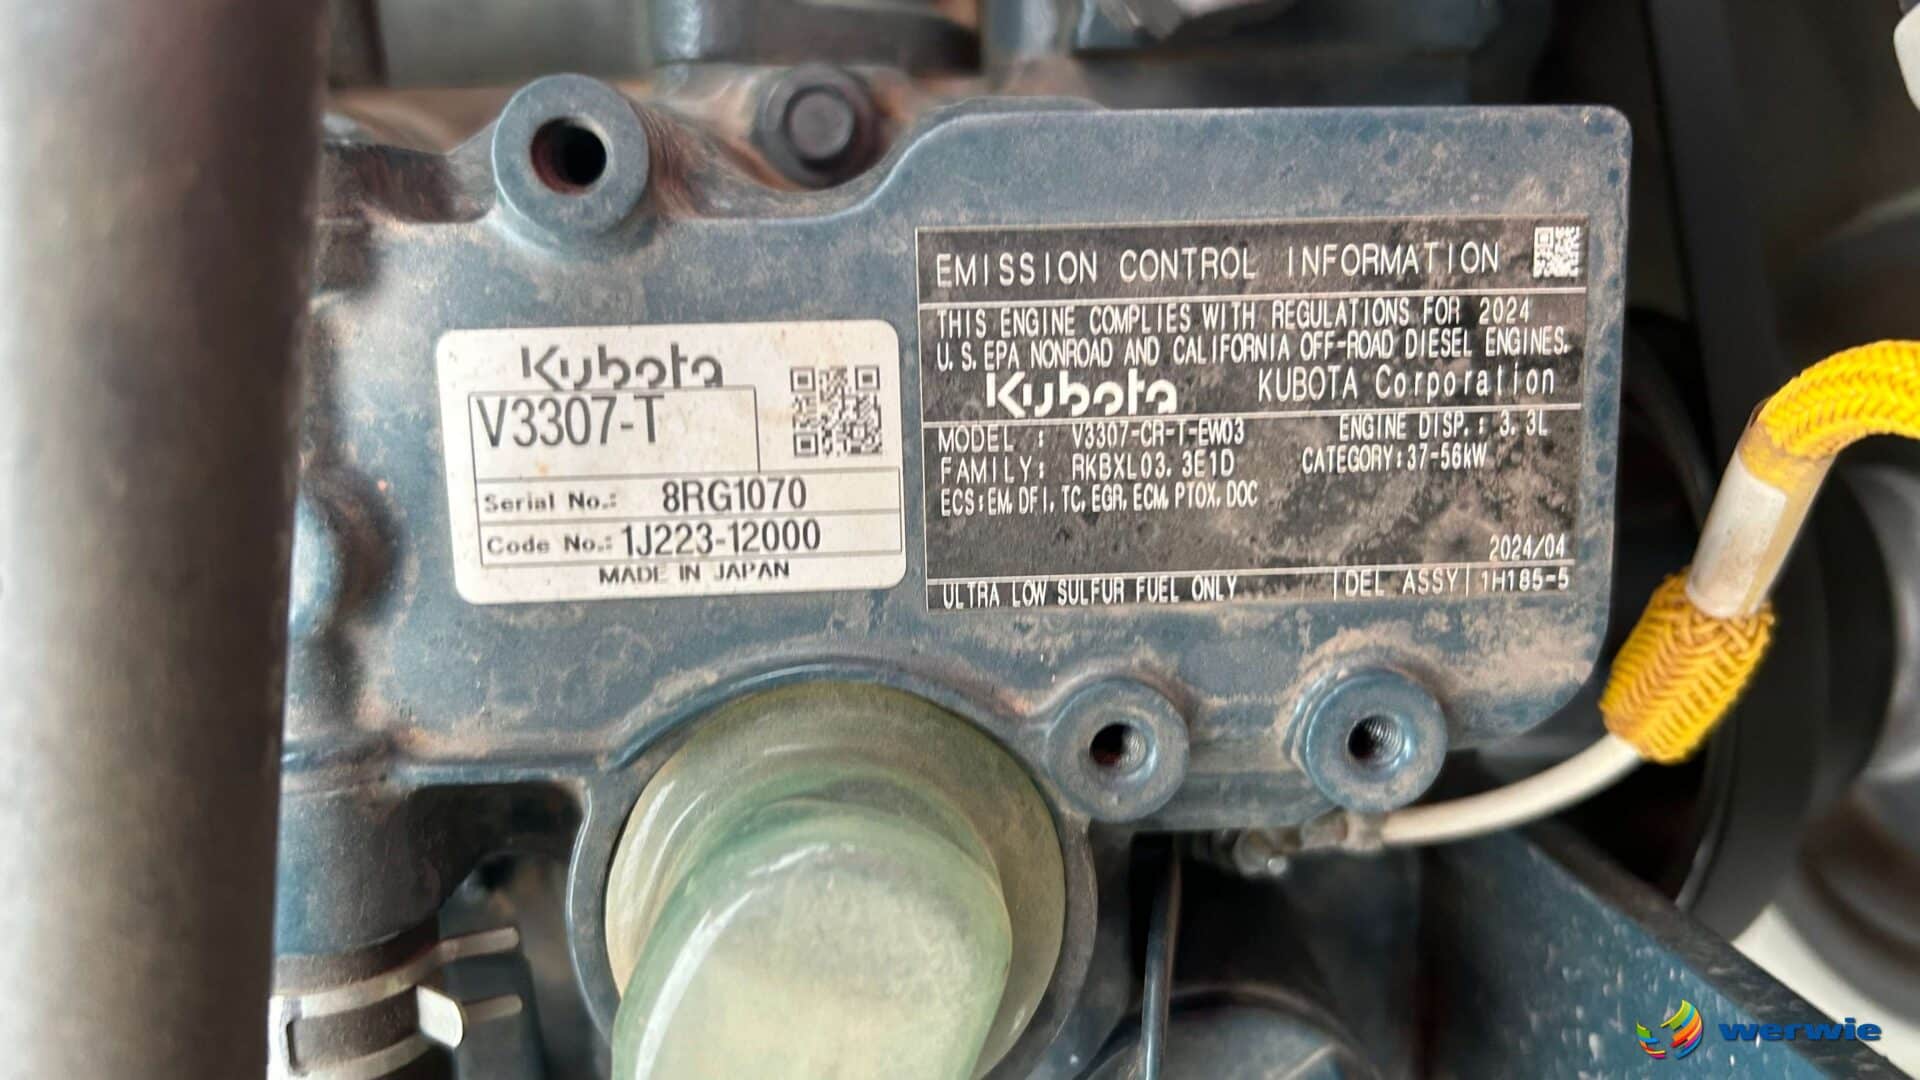 Kubota
V3307-T
Serial No.: 8RG1070
Code No.: 1J223-12000
MADE IN JAPAN
EMISSION CONTROL INFORMATION
THIS ENGINE COMPLIES WITH REGULATIONS FOR 2024
U.S.EPA NONROAD AND CALIFORNIA OFF-ROAD DIESEL ENGINES.
Kubota KUBOTA Corporation
MODEL : V3307-CR-T-EW03 ENGINE DISP.: 3.3L
FAMILY: RKBXL03.3E1D CATEGORY:37-56kW
ECS:EM, DFI, TC, EGR, ECM, PTOX, DOC
2024/04
ULTRA LOW SULFUR FUEL ONLY |DEL ASSY| 1H185-5
werwie